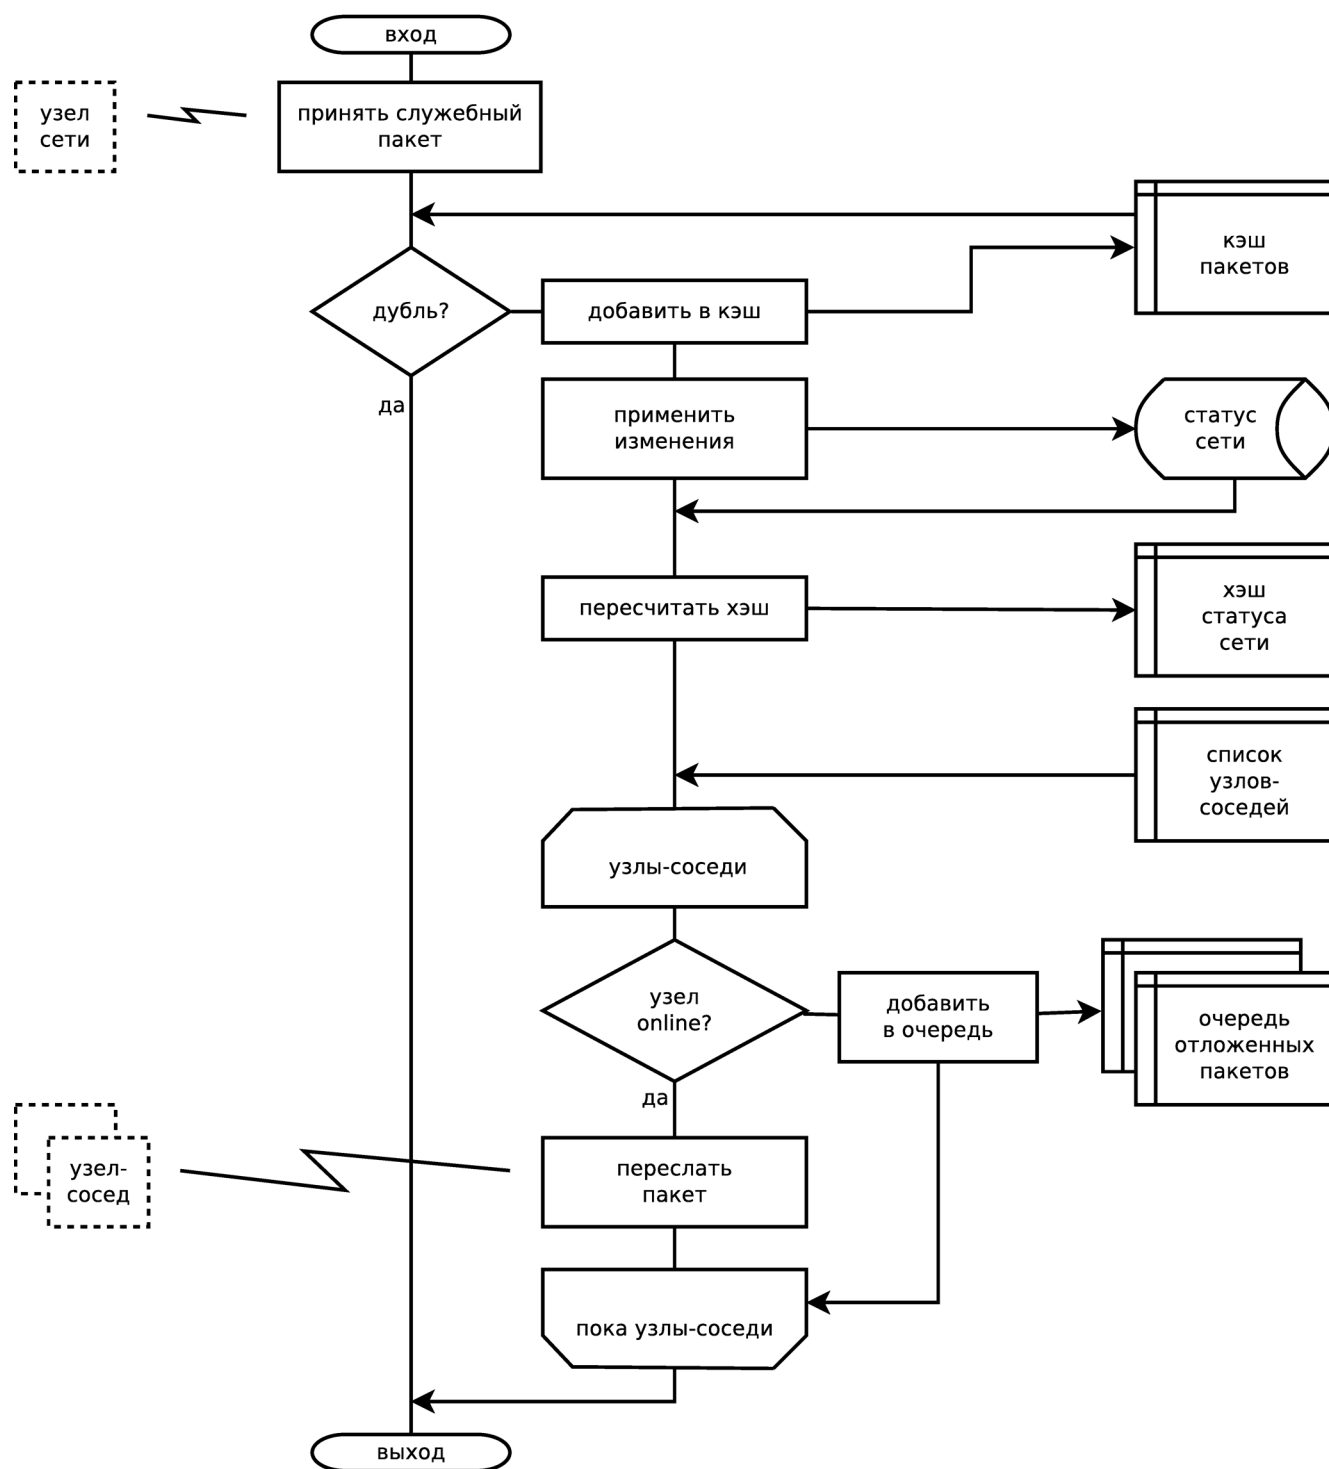 вход
узел
сети
принять служебный
пакет
кэш
пакетов
дубль?
добавить в кэш
да
применить
изменения
статус
сети
пересчитать хэш
хэш
статуса
сети
список
узлов-
соседей
узлы-соседи
узел
online?
добавить
в очередь
очередь
отложенных
пакетов
да
узел-
сосед
переслать
пакет
пока узлы-соседи
выход